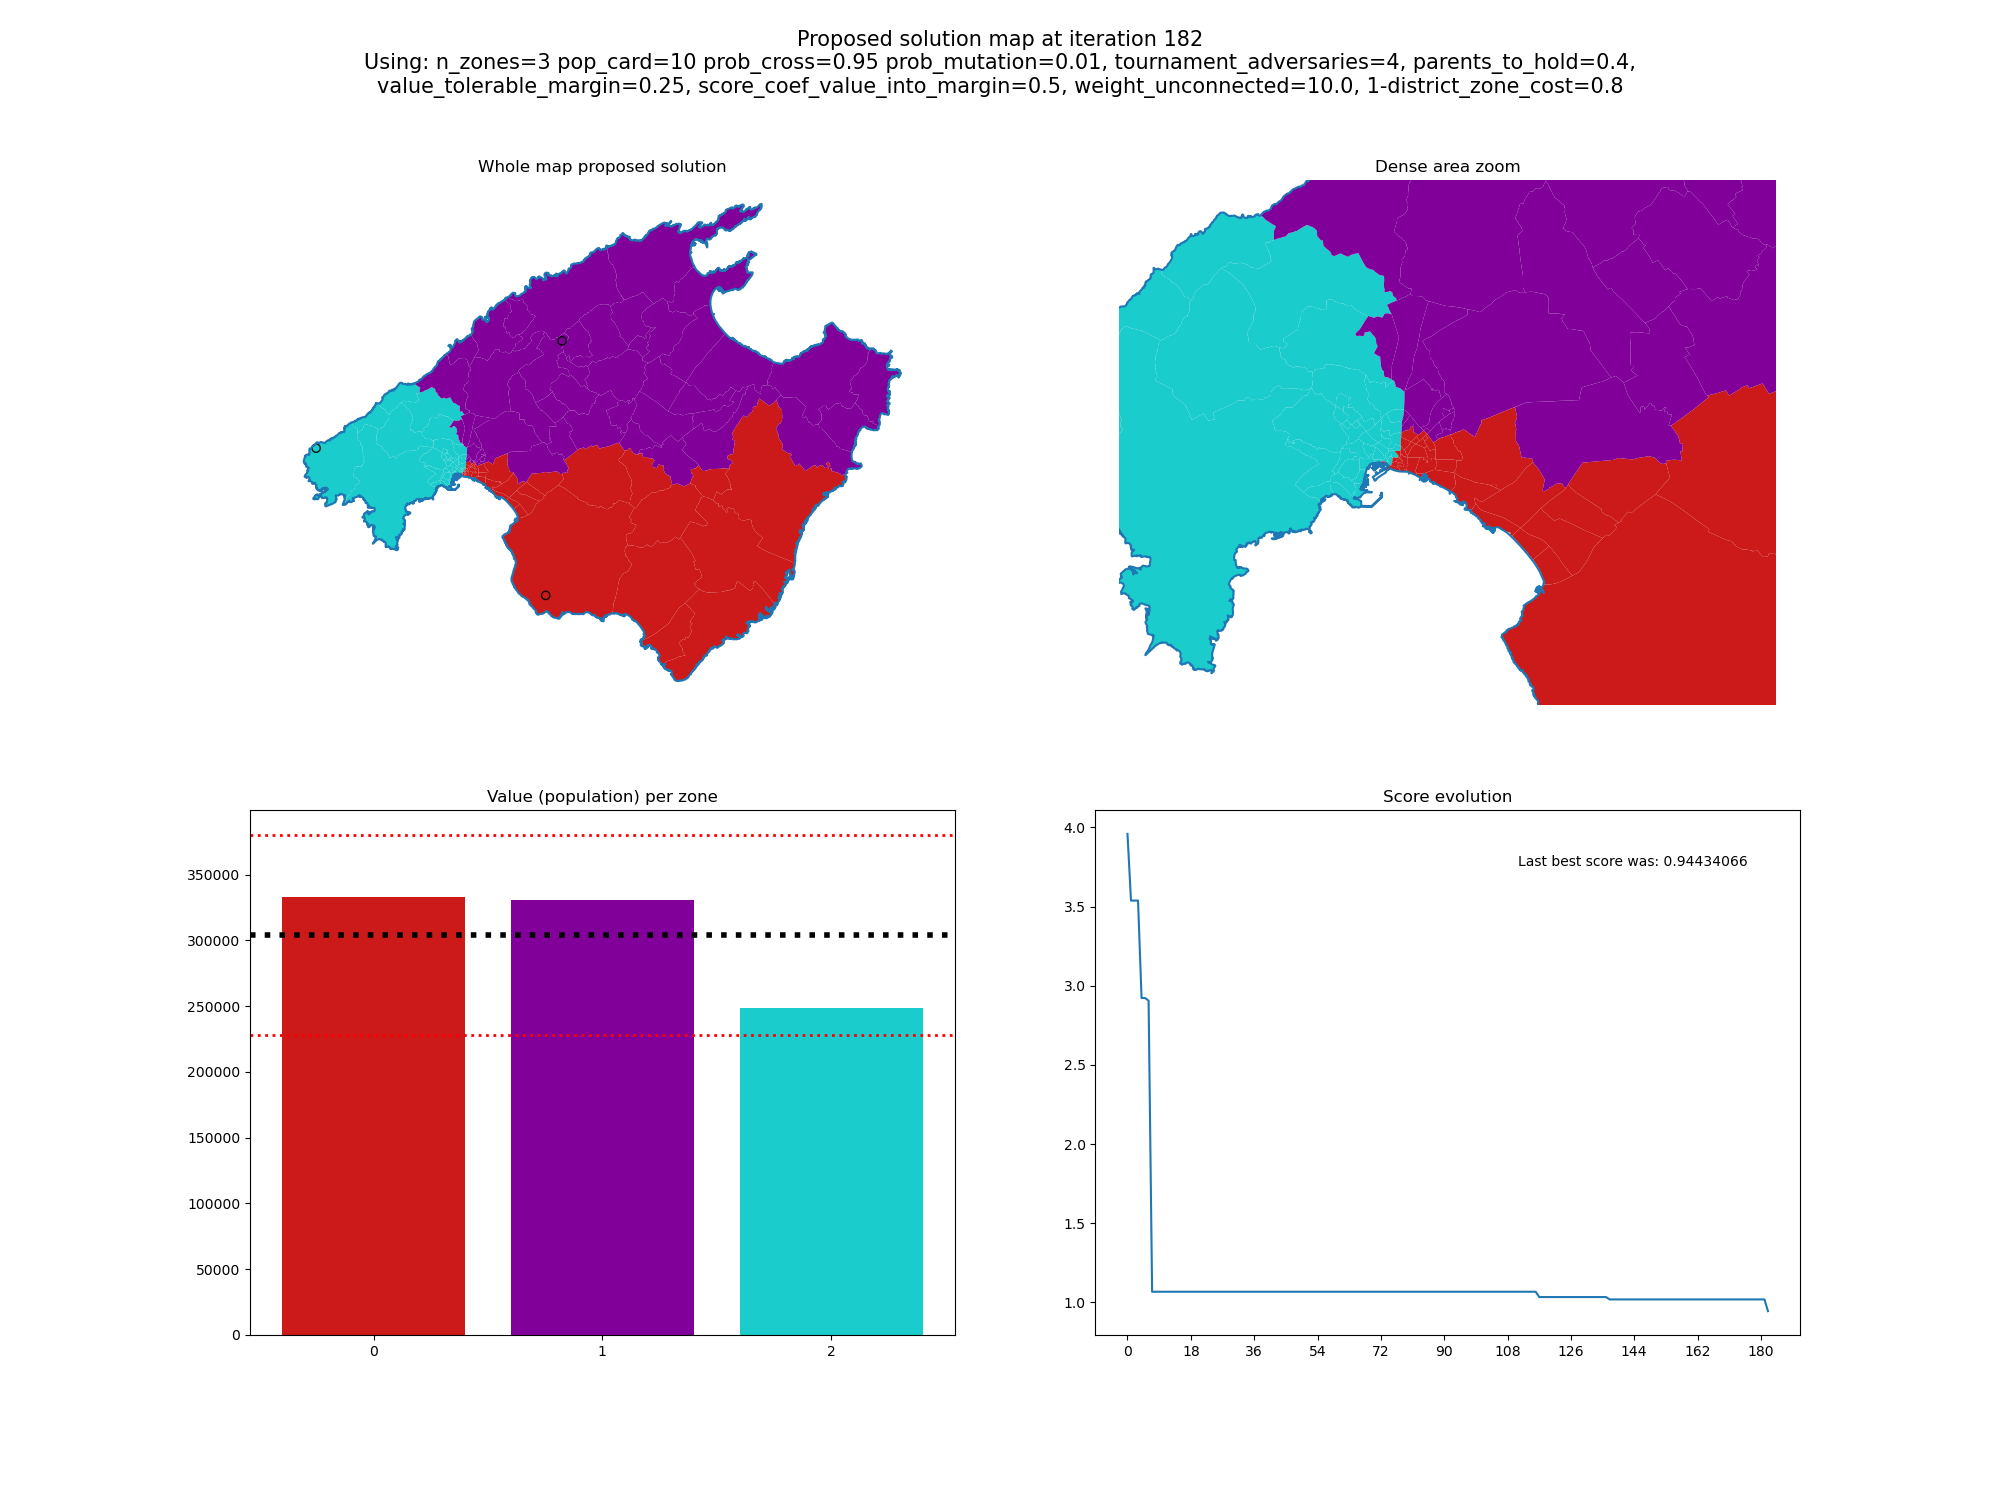 Proposed solution map at iteration 182
Using: n_zones=3 pop_card=10 prob_cross=0.95 prob_mutation=0.01, tournament_adversaries=4, parents_to_hold=0.4,
value_tolerable_margin=0.25, score_coef_value_into_margin=0.5, weight_unconnected=10.0, 1-district_zone_cost=0.8
Whole map proposed solution
Dense area zoom
Value (population) per zone
350000
300000
250000
200000
150000
100000
50000
0
0 1 2
Score evolution
Last best score was: 0.94434066
4.0
3.5
3.0
2.5
2.0
1.5
1.0
0 18 36 54 72 90 108 126 144 162 180